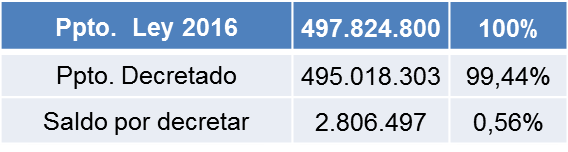 Ppto. Ley 2016 497.824.800 100%
Ppto. Decretado 495.018.303 99,44%
Saldo por decretar 2.806.497 0,56%